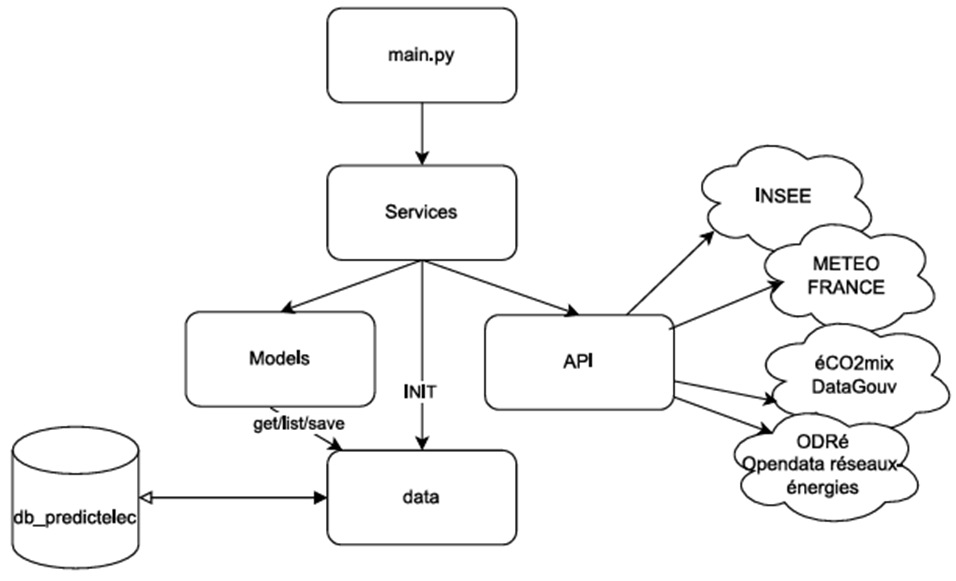 main.py
Services
INSEE
METEO
FRANCE
Models
API
éCO2mix
DataGouv
INIT
get/list/save
ODRé
Opendata réseaux-
énergies
data
db_predictelec